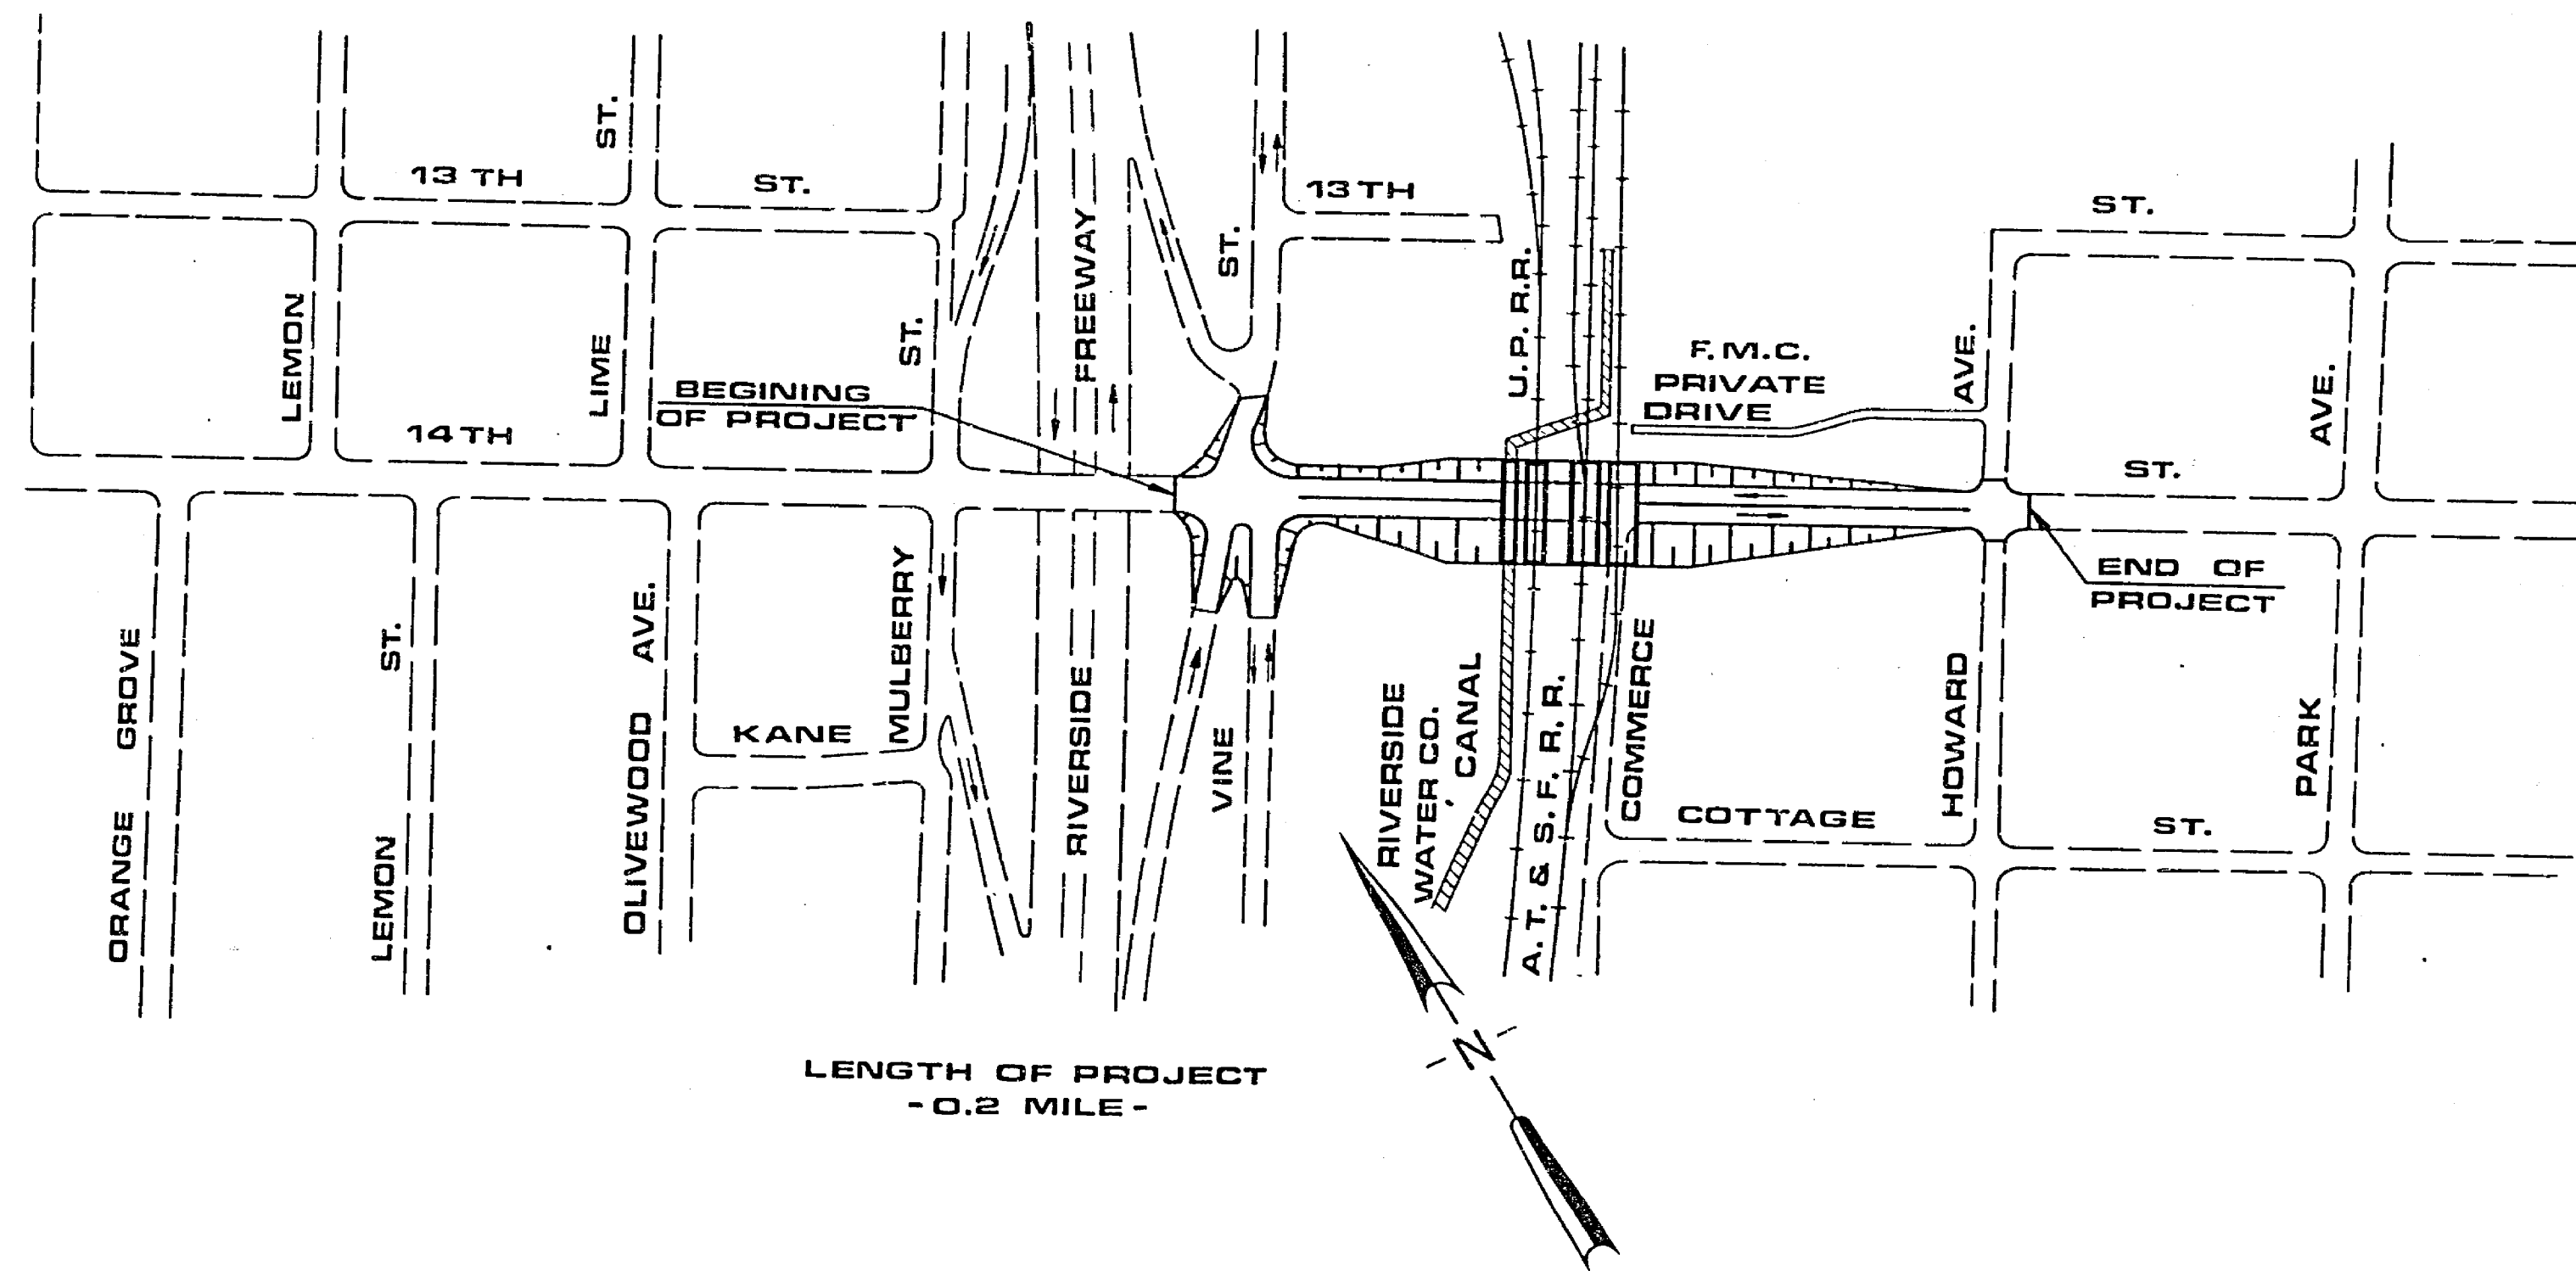 13 TH ST.
13 TH ST.
14 TH ST.
LEMON
LIME ST.
MULBERRY ST.
BEGINING
OF PROJECT
RIVERSIDE FREEWAY
VINE ST.
U. P. R.R.
F. M. C.
PRIVATE
DRIVE
HOWARD AVE.
PARK AVE.
END OF
PROJECT
ORANGE GROVE
LEMON ST.
OLIVEWOOD AVE.
KANE
RIVERSIDE
WATER CO.
CANAL
A. T. & S. F. R. R.
COMMERCE
COTTAGE ST.
N
LENGTH OF PROJECT
- 0.2 MILE -